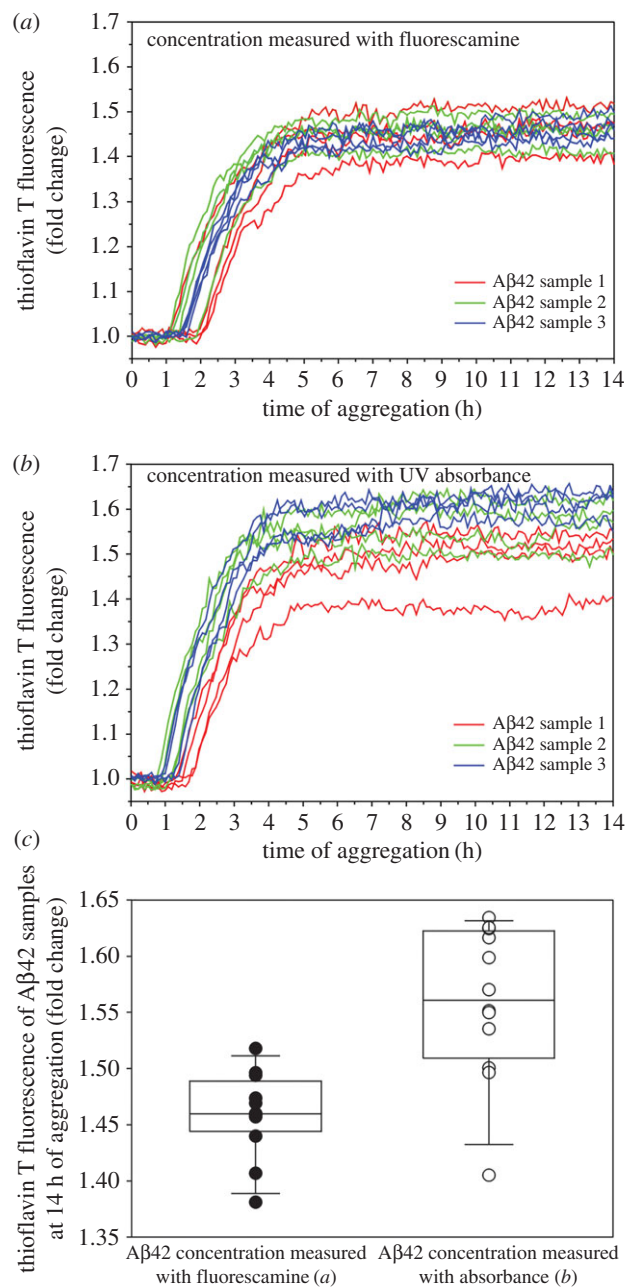 (a)
1.7
concentration measured with fluorescamine
1.6
1.5
1.4
1.3
1.2
1.1
1.0
thioflavin T fluorescence
(fold change)
Aβ42 sample 1
Aβ42 sample 2
Aβ42 sample 3
0 1 2 3 4 5 6 7 8 9 10 11 12 13 14
time of aggregation (h)
(b)
1.7
concentration measured with UV absorbance
1.6
1.5
1.4
1.3
1.2
1.1
1.0
thioflavin T fluorescence
(fold change)
Aβ42 sample 1
Aβ42 sample 2
Aβ42 sample 3
0 1 2 3 4 5 6 7 8 9 10 11 12 13 14
time of aggregation (h)
(c)
1.65
1.60
1.55
1.50
1.45
1.40
1.35
thioflavin T fluorescence of Aβ42 samples
at 14 h of aggregation (fold change)
Aβ42 concentration measured
with fluorescamine (a)
Aβ42 concentration measured
with absorbance (b)